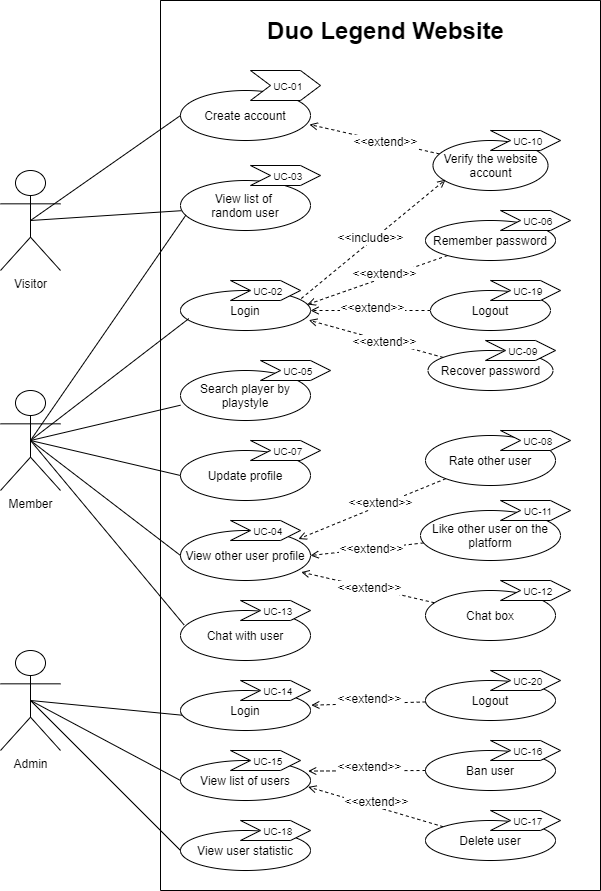 Duo Legend Website
UC-01
Create account
<<extend>>
UC-10
Verify the website
account
UC-03
View list of
random user
Visitor
<<include>>
UC-06
Remember password
<<extend>>
UC-02
Login
<<extend>>
UC-19
Logout
<<extend>>
UC-09
Recover password
UC-05
Search player by
playstyle
Member
UC-07
Update profile
UC-08
Rate other user
<<extend>>
UC-04
View other user profile
<<extend>>
UC-11
Like other user on the
platform
<<extend>>
UC-12
Chat box
UC-13
Chat with user
Admin
UC-14
Login
<<extend>>
UC-20
Logout
UC-15
View list of users
<<extend>>
UC-16
Ban user
<<extend>>
UC-17
Delete user
UC-18
View user statistic